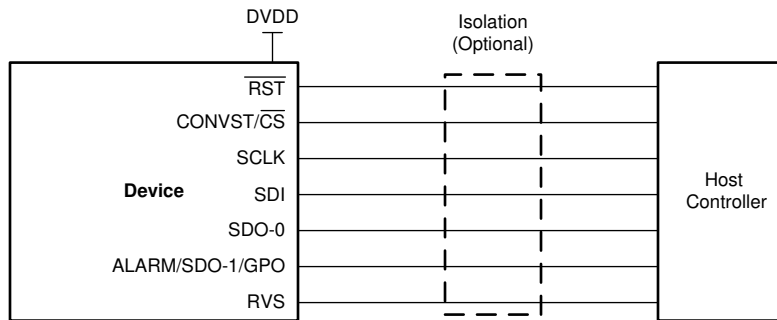 DVDD
Isolation
(Optional)
RST
CONVST/CS
SCLK
Device
SDI
SDO-0
ALARM/SDO-1/GPO
RVS
Host
Controller